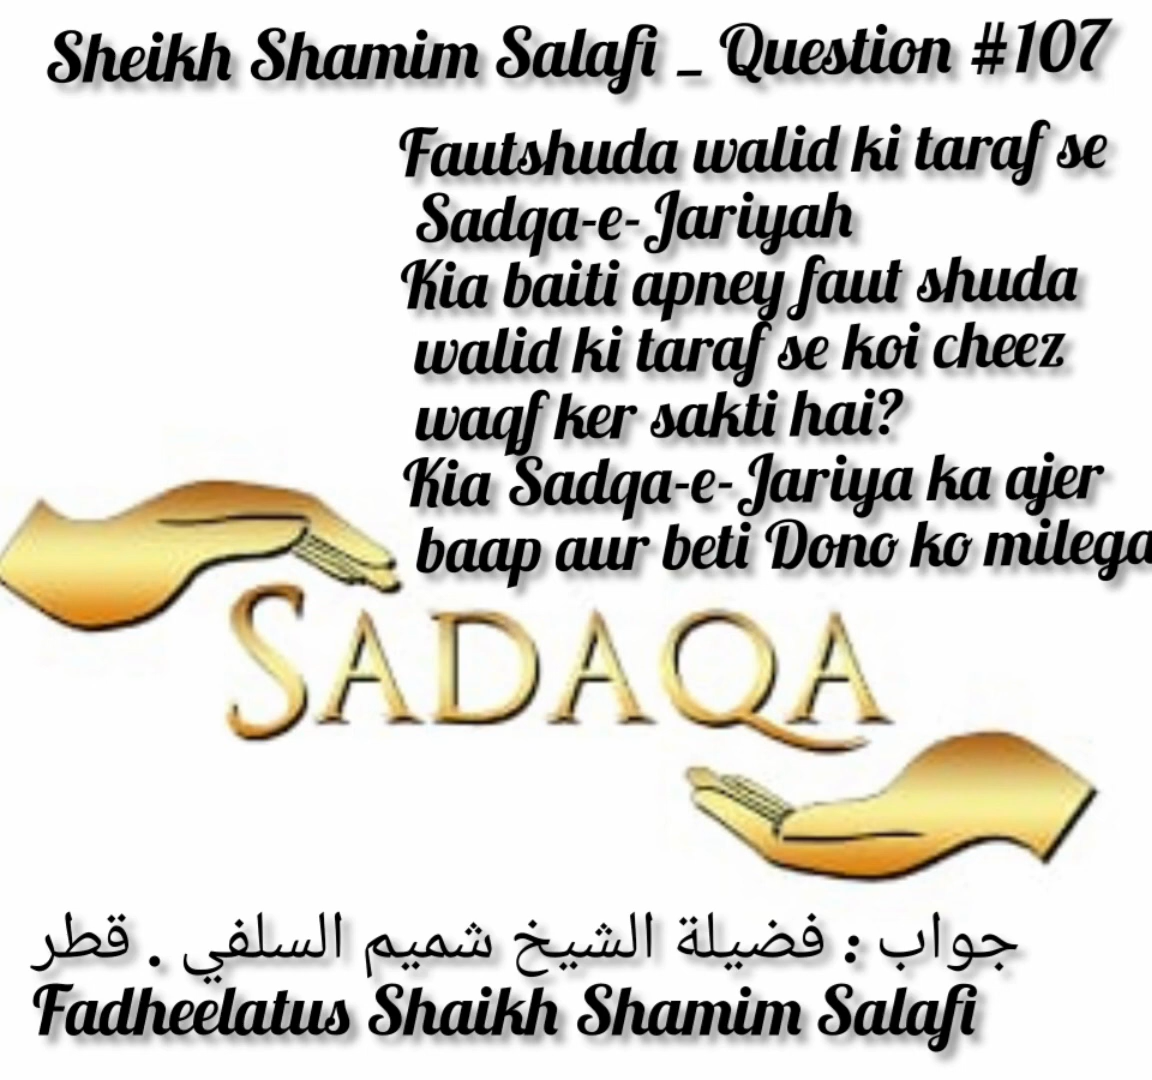 Sheikh Shamim Salafi _ Question #107
Fautshuda walid ki taraf se
Sadqa-e-Jariyah
Kia baiti apney faut shuda
walid ki taraf se koi cheez
waqf ker sakti hai?
Kia Sadqa-e-Jariya ka ajer
baap aur beti Dono ko milega
SADAQA
جواب : فضيلة الشيخ شميم السلفي . قطر
Fadheelatus Shaikh Shamim Salafi